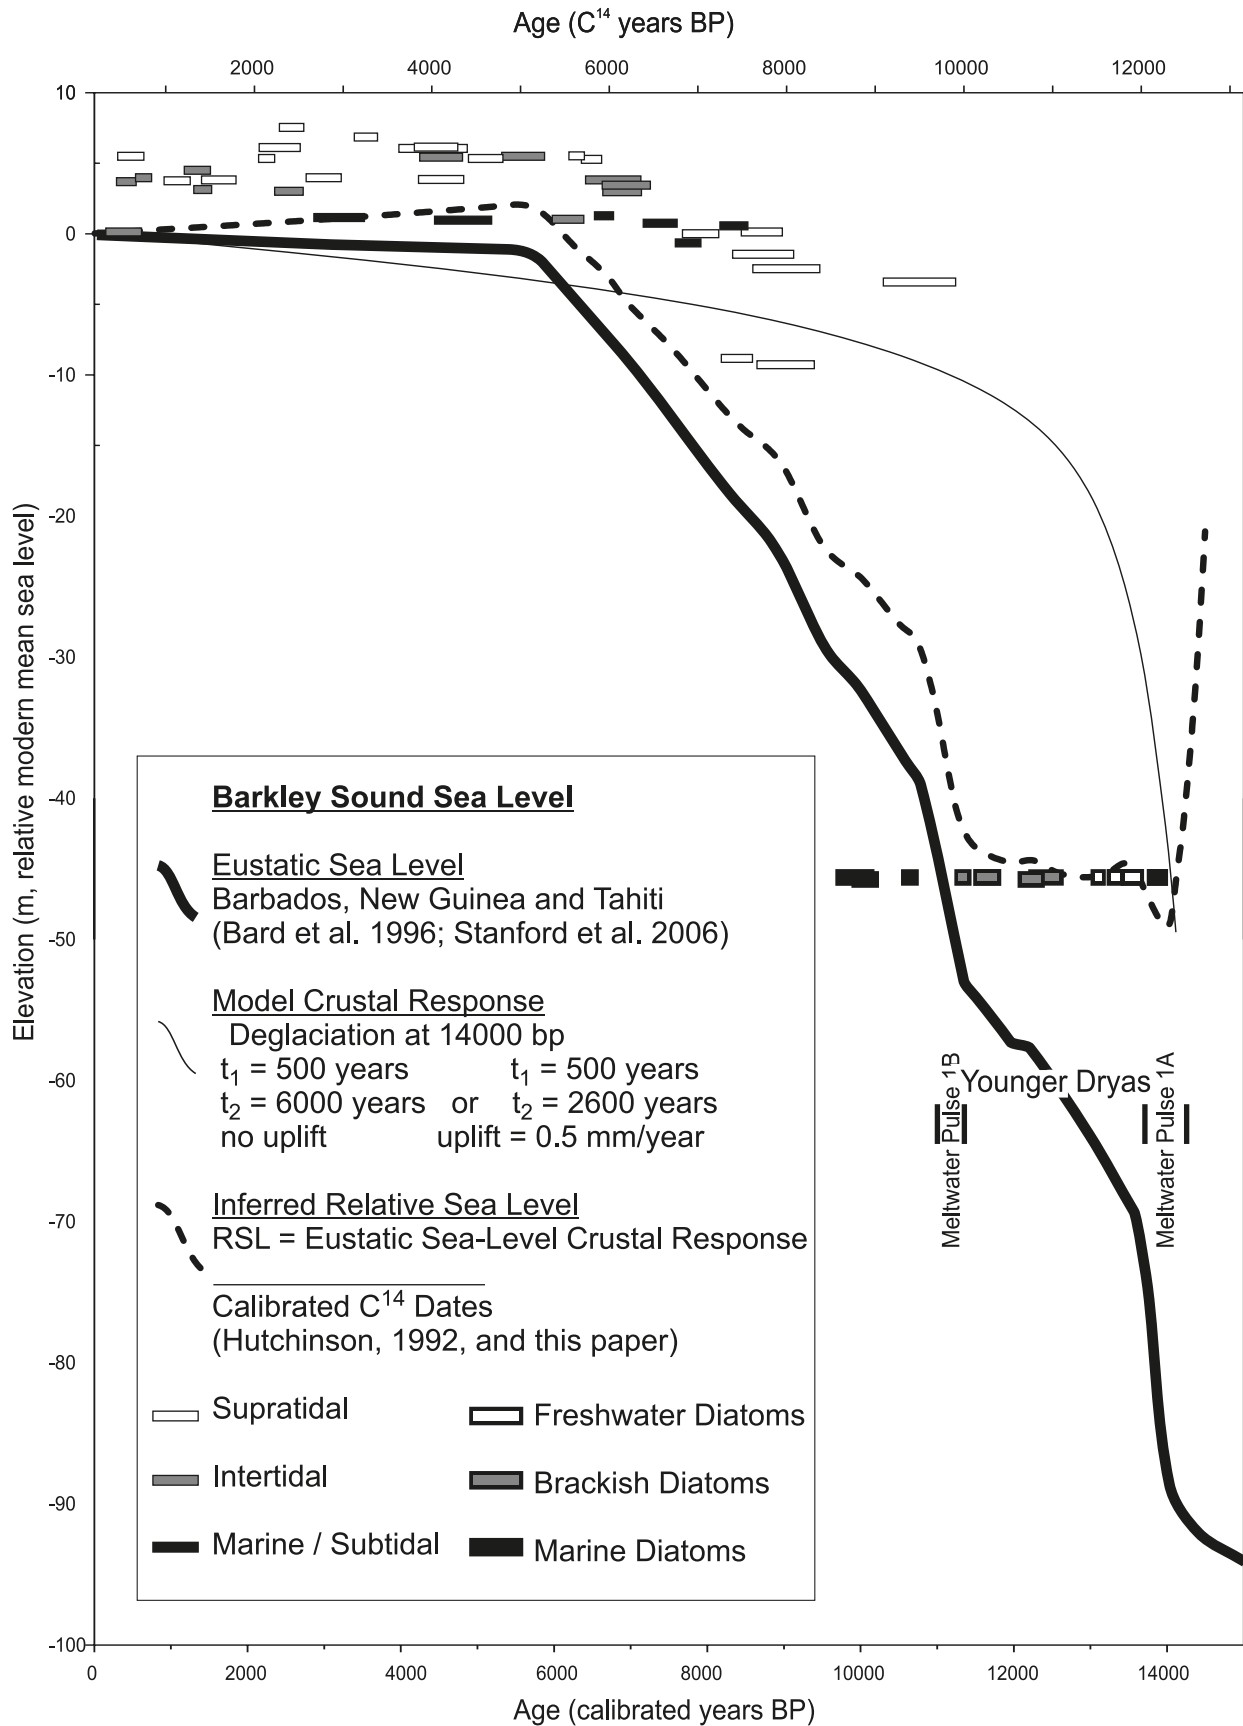 Age (C¹⁴ years BP)
2000 4000 6000 8000 10000 12000
10
0
-10
-20
-30
-40
-50
-60
-70
-80
-90
-100
Elevation (m, relative modern mean sea level)
Barkley Sound Sea Level
Eustatic Sea Level
Barbados, New Guinea and Tahiti
(Bard et al. 1996; Stanford et al. 2006)
Model Crustal Response
Deglaciation at 14000 bp
t₁ = 500 years t₁ = 500 years
t₂ = 6000 years or t₂ = 2600 years
no uplift uplift = 0.5 mm/year
Inferred Relative Sea Level
RSL = Eustatic Sea-Level Crustal Response
Calibrated C¹⁴ Dates
(Hutchinson, 1992, and this paper)
Supratidal Freshwater Diatoms
Intertidal Brackish Diatoms
Marine / Subtidal Marine Diatoms
Meltwater Pulse 1B
Younger Dryas
Meltwater Pulse 1A
0 2000 4000 6000 8000 10000 12000 14000
Age (calibrated years BP)